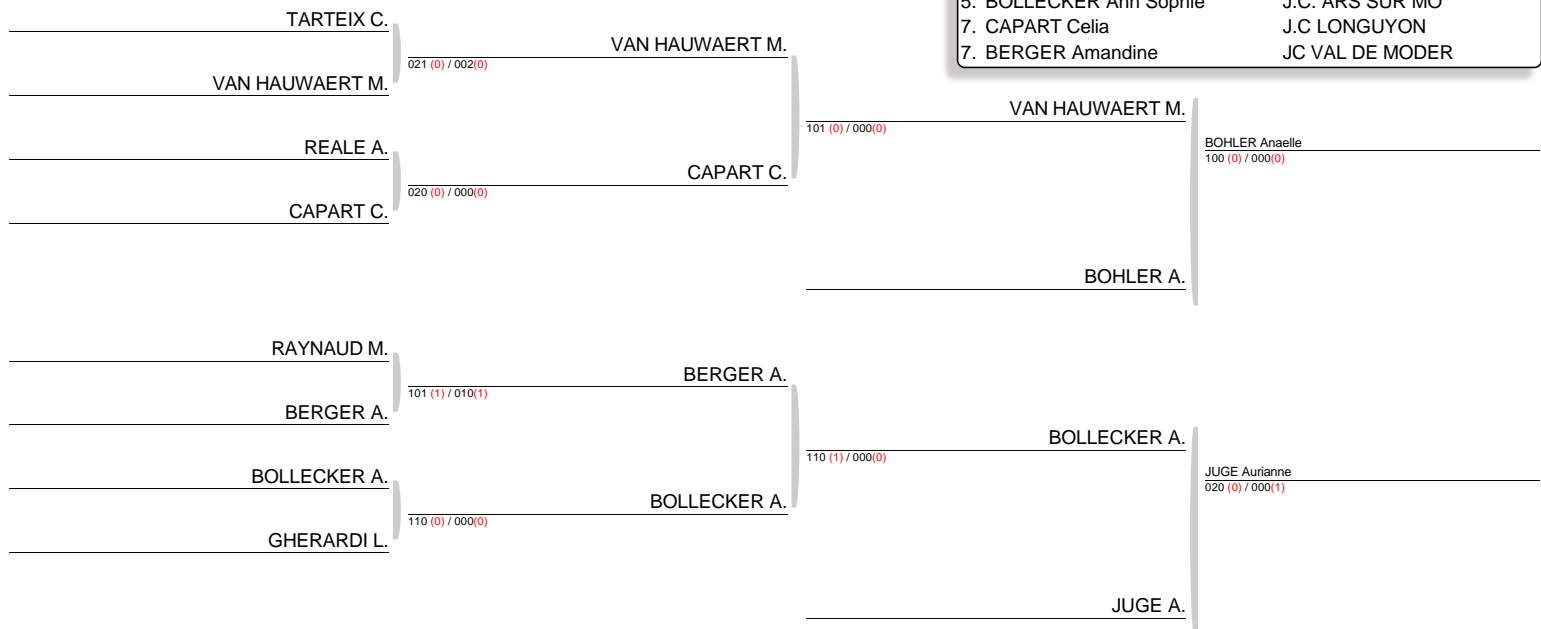 5. BOLLECKER Ann Sophie J.C. ARS SUR MO
7. CAPART Celia J.C LONGUYON
7. BERGER Amandine JC VAL DE MODER
TARTEIX C.
VAN HAUWAERT M.
021 (0) / 002(0)
VAN HAUWAERT M.
VAN HAUWAERT M.
101 (0) / 000(0)
BOHLER Anaelle
100 (0) / 000(0)
REALE A.
CAPART C.
020 (0) / 000(0)
CAPART C.
BOHLER A.
RAYNAUD M.
BERGER A.
101 (1) / 010(1)
BERGER A.
BOLLECKER A.
110 (1) / 000(0)
JUGE Aurianne
020 (0) / 000(1)
BOLLECKER A.
BOLLECKER A.
110 (0) / 000(0)
GHERARDI L.
JUGE A.